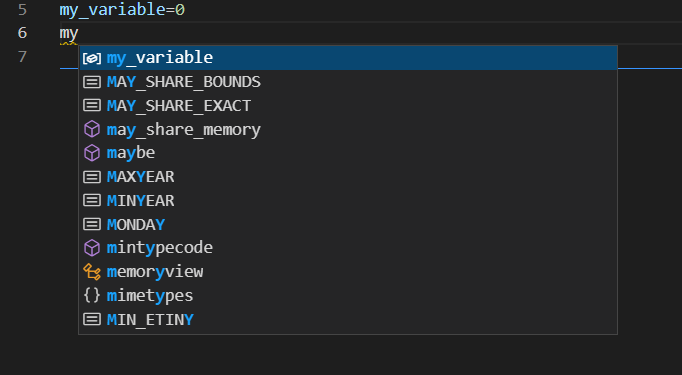 5 my_variable=0
6 my
7
my_variable
MAY_SHARE_BOUNDS
MAY_SHARE_EXACT
may_share_memory
maybe
MAXYEAR
MINYEAR
MONDAY
mintypecode
memoryview
{} mimetypes
MIN_ETINY